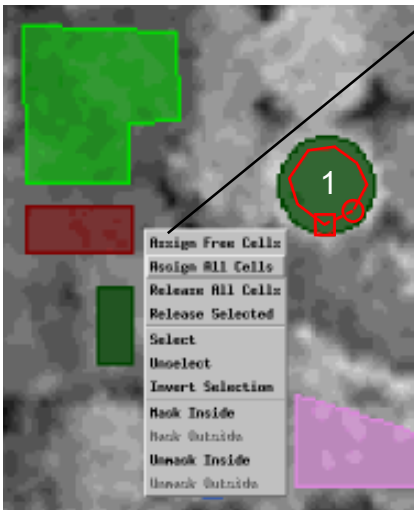 1
Assign Free Cells
Assign All Cells
Release All Cells
Release Selected
Select
Unselect
Invert Selection
Mask Inside
Mask Outside
Unmask Inside
Unmask Outside